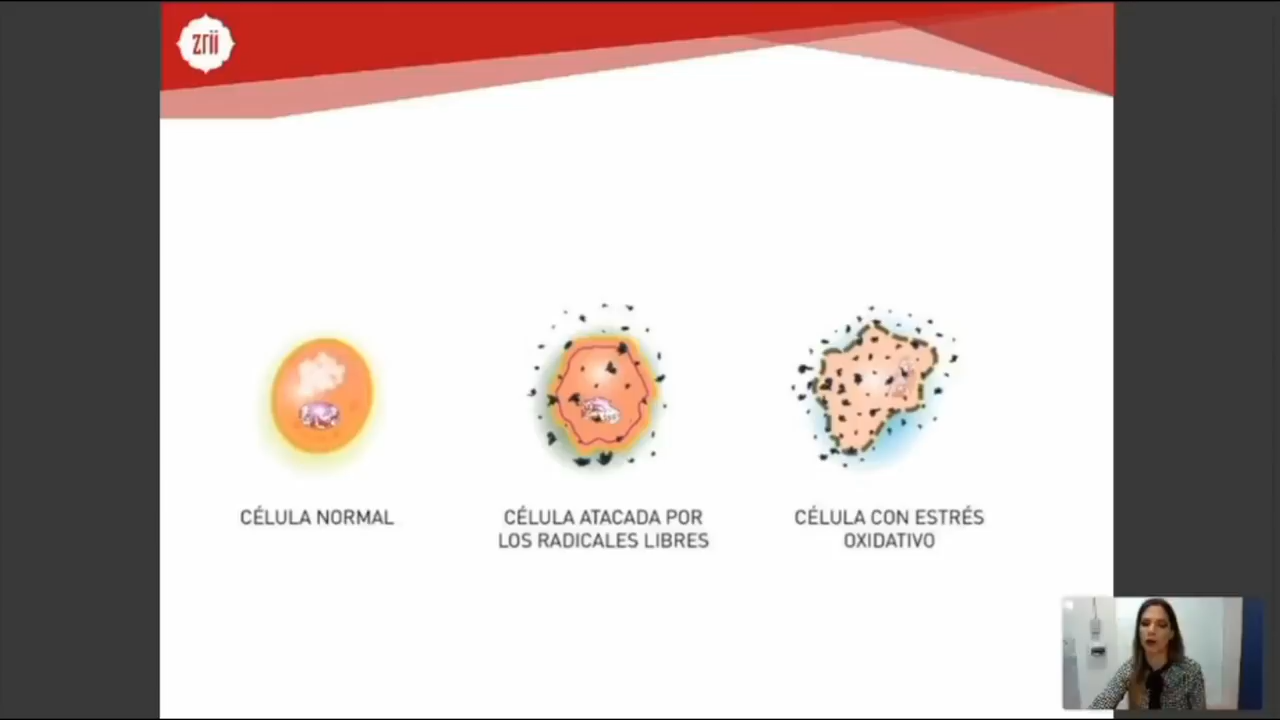 zrii
CÉLULA NORMAL
CÉLULA ATACADA POR
LOS RADICALES LIBRES
CÉLULA CON ESTRÉS
OXIDATIVO